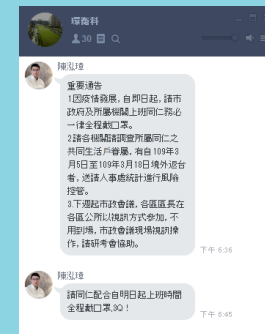 環衛科
30
陳泓瑋
重要通告
1因疫情發展，自即日起，請市
政府及所屬機關上班同仁務必
一律全程戴口罩。
2請各機關請調查所屬同仁之
共同生活戶眷屬，有自109年3
月5日至109年3月18日境外返台
者，送請人事處統計進行風險
控管。
3.下週起市政會議，各區區長在
各區公所以視訊方式參加，不
用到場，市政會議現場視訊操
作，請研考會協助。
下午 6:36
陳泓瑋
請同仁配合自明日起上班時間
全程戴口罩,3Q！
下午 6:45